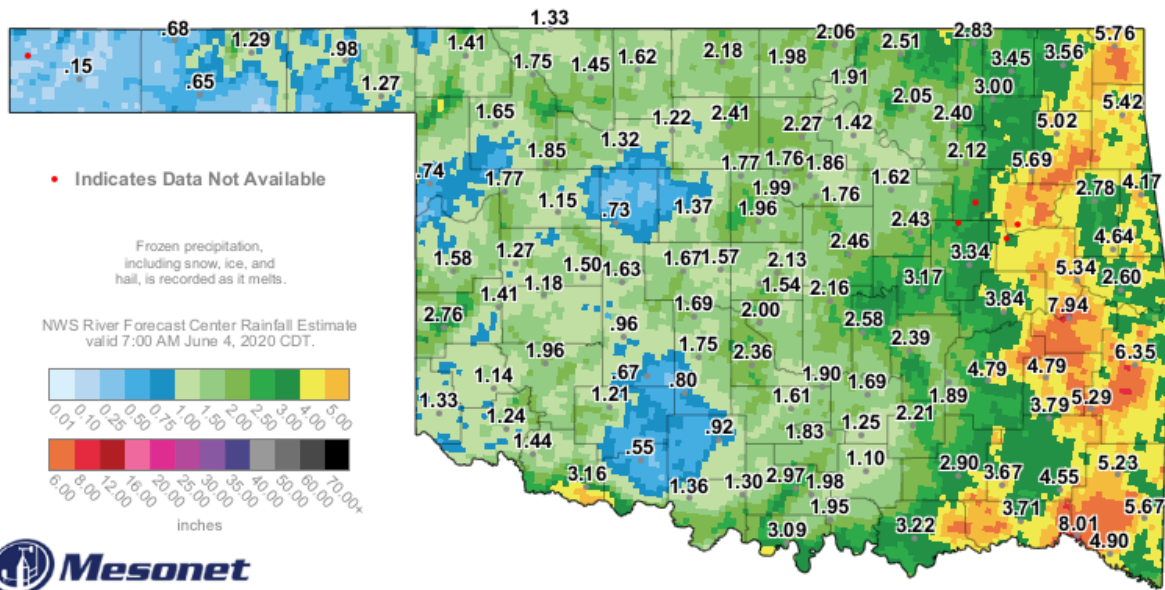 1.33
.68 1.29 .98 1.41 1.75 1.45 1.62 2.18 1.98 2.06 2.51 2.83 3.45 3.56 5.76
.15 .65 1.27 1.91 2.05 3.00 5.42
1.65 1.32 1.22 2.41 2.27 1.42 2.40 5.02
.74 1.77 1.85 1.77 1.76 1.86 1.62 2.12 5.69 2.78 4.17
• Indicates Data Not Available
1.15 .73 1.37 1.99 1.96 1.76 2.43 4.64
Frozen precipitation,
including snow, ice, and
hail, is recorded as it melts.
1.58 1.27 1.50 1.63 1.67 1.57 2.13 2.46 3.34 5.34 2.60
1.41 1.18 1.54 2.16 3.17 3.84 7.94
2.76 .96 1.69 2.00 2.58 2.39
NWS River Forecast Center Rainfall Estimate
valid 7:00 AM June 4, 2020 CDT.
1.96 1.75 2.36 6.35
1.14 .67 .80 1.90 1.69 4.79 4.79
1.33 1.24 1.21 1.61 2.21 1.89 3.79 5.29
0.01 0.10 0.25 0.50 0.75 1.00 1.50 2.00 2.50 3.00 4.00 5.00
1.44 .55 .92 1.83 1.25
3.16 1.36 1.30 2.97 1.98 1.10 2.90 3.67 4.55 5.23
6.00 8.00 12.00 16.00 20.00 25.00 30.00 35.00 40.00 50.00 60.00 70.00+
inches
3.09 1.95 3.22 3.71 8.01 5.67
4.90
Mesonet